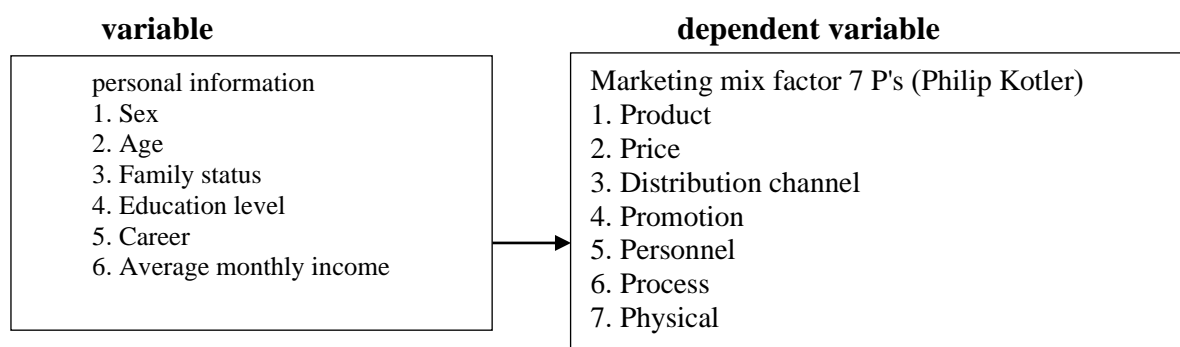 variable
personal information
1. Sex
2. Age
3. Family status
4. Education level
5. Career
6. Average monthly income
dependent variable
Marketing mix factor 7 P's (Philip Kotler)
1. Product
2. Price
3. Distribution channel
4. Promotion
5. Personnel
6. Process
7. Physical